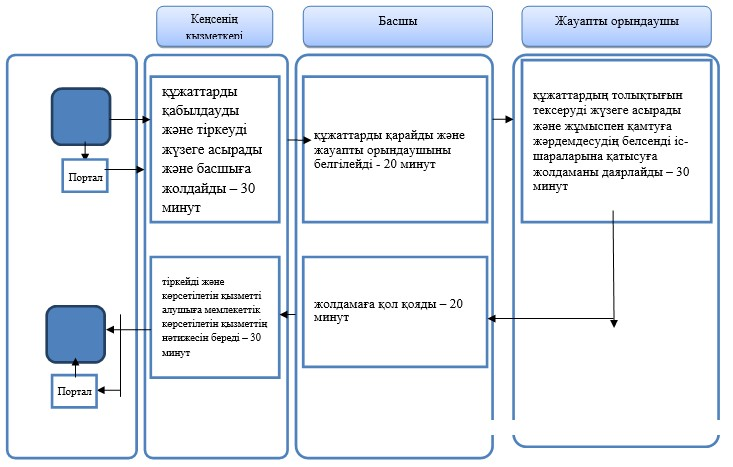 Кеңсенің
қызметкері
Басшы
Жауапты орындаушы
Портал
құжаттарды
қабылдауды
және тіркеуді
жүзеге асырады
және басшыға
жолдайды – 30
минут
құжаттарды қарайды және
жауапты орындаушыны
белгілейді - 20 минут
құжаттардың толықтығын
тексеруді жүзеге асырады
және жұмыспен қамтуға
жәрдемдесудің белсенді іс-
шараларына қатысуға
жолдаманы даярлайды – 30
минут
Портал
тіркейді және
көрсетілетін қызметті
алушыға мемлекеттік
көрсетілетін қызметтің
нәтижесін береді – 30
минут
жолдамаға қол қояды – 20
минут